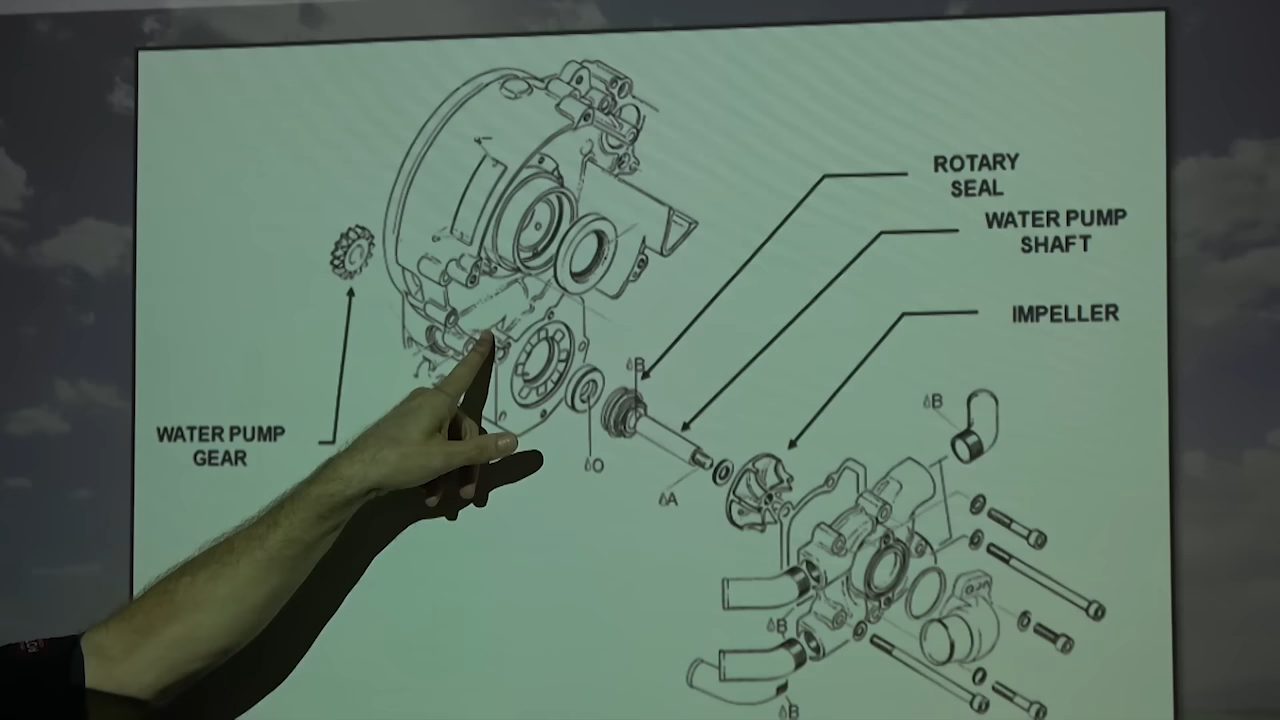 ROTARY
SEAL
WATER PUMP
SHAFT
IMPELLER
WATER PUMP
GEAR
B
B
O
A
B
B